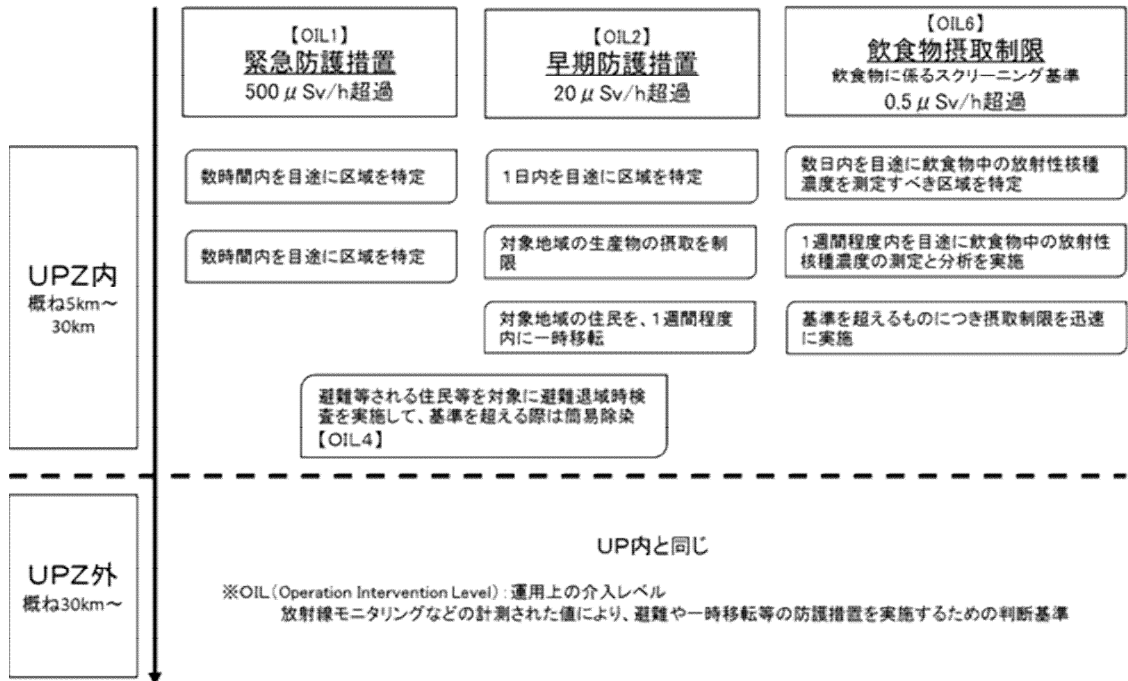 【OIL1】
緊急防護措置
500μSv/h超過
【OIL2】
早期防護措置
20μSv/h超過
【OIL6】
飲食物摂取制限
飲食物に係るスクリーニング基準
0.5μSv/h超過
UPZ内
概ね5km～
30km
数時間内を目途に区域を特定
数時間内を目途に区域を特定
1日内を目途に区域を特定
対象地域の生産物の摂取を制
限
対象地域の住民を、1週間程度
内に一時移転
数日内を目途に飲食物中の放射性核種
濃度を測定すべき区域を特定
1週間程度内を目途に飲食物中の放射性
核種濃度の測定と分析を実施
基準を超えるものにつき摂取制限を迅速
に実施
避難等される住民等を対象に避難退域時検
査を実施して、基準を超える際は簡易除染
【OIL4】
UPZ外
概ね30km～
UP内と同じ
※OIL(Operation Intervention Level):運用上の介入レベル
放射線モニタリングなどの計測された値により、避難や一時移転等の防護措置を実施するための判断基準